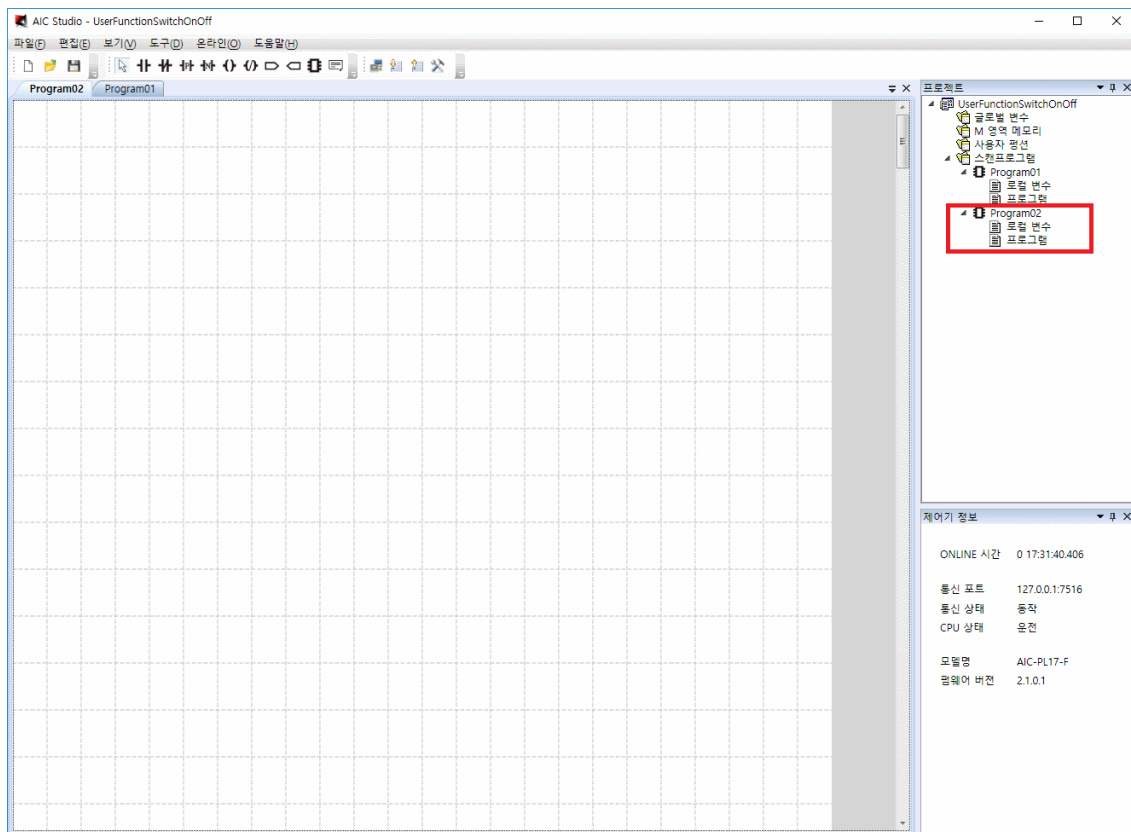 AIC Studio - UserFunctionSwitchOnOff
파일(F) 편집(E) 보기(V) 도구(D) 온라인(O) 도움말(H)
Program02 Program01
프로젝트
UserFunctionSwitchOnOff
글로벌 변수
M 영역 메모리
사용자 펑션
스캔프로그램
Program01
로컬 변수
프로그램
Program02
로컬 변수
프로그램
제어기 정보
ONLINE 시간 0 17:31:40.406
통신 포트 127.0.0.1:7516
통신 상태 동작
CPU 상태 운전
모델명 AIC-PL17-F
펌웨어 버전 2.1.0.1